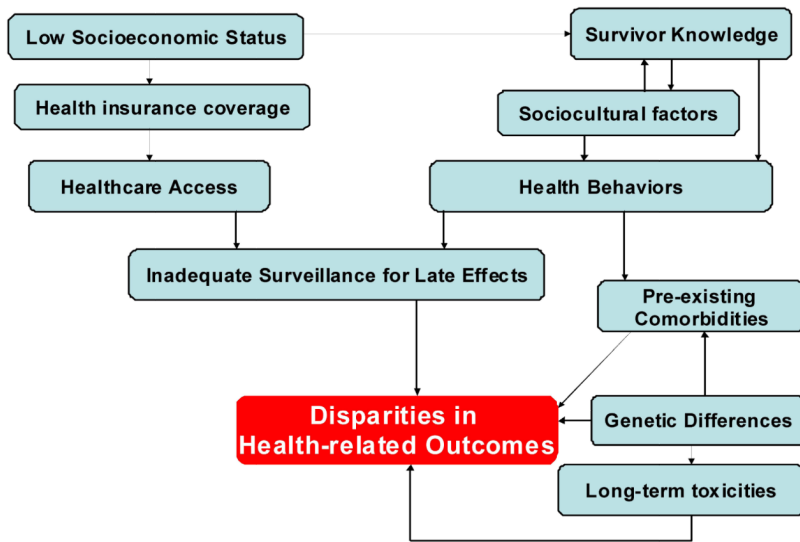 Low Socioeconomic Status
Survivor Knowledge
Health insurance coverage
Sociocultural factors
Healthcare Access
Health Behaviors
Inadequate Surveillance for Late Effects
Pre-existing
Comorbidities
Disparities in
Health-related Outcomes
Genetic Differences
Long-term toxicities